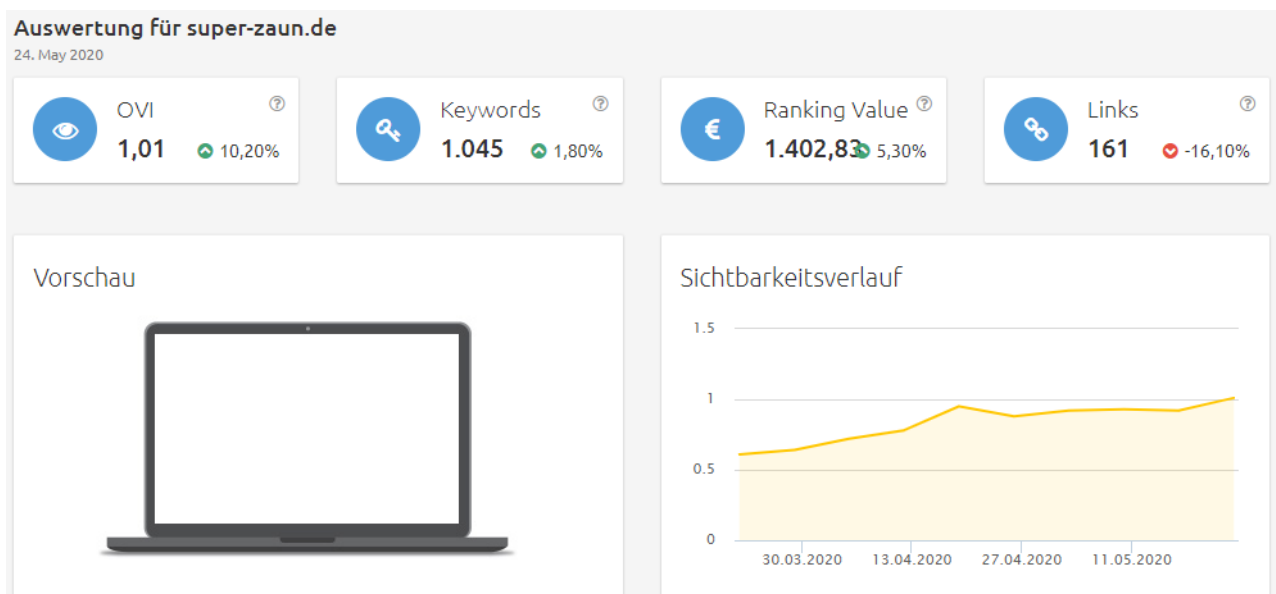 Auswertung für super-zaun.de
24. May 2020
OVI
1,01 10,20%
Keywords
1.045 1,80%
Ranking Value
€
1.402,83 5,30%
Links
161 -16,10%
Vorschau
Sichtbarkeitsverlauf
1.5
1
0.5
0
30.03.2020 13.04.2020 27.04.2020 11.05.2020